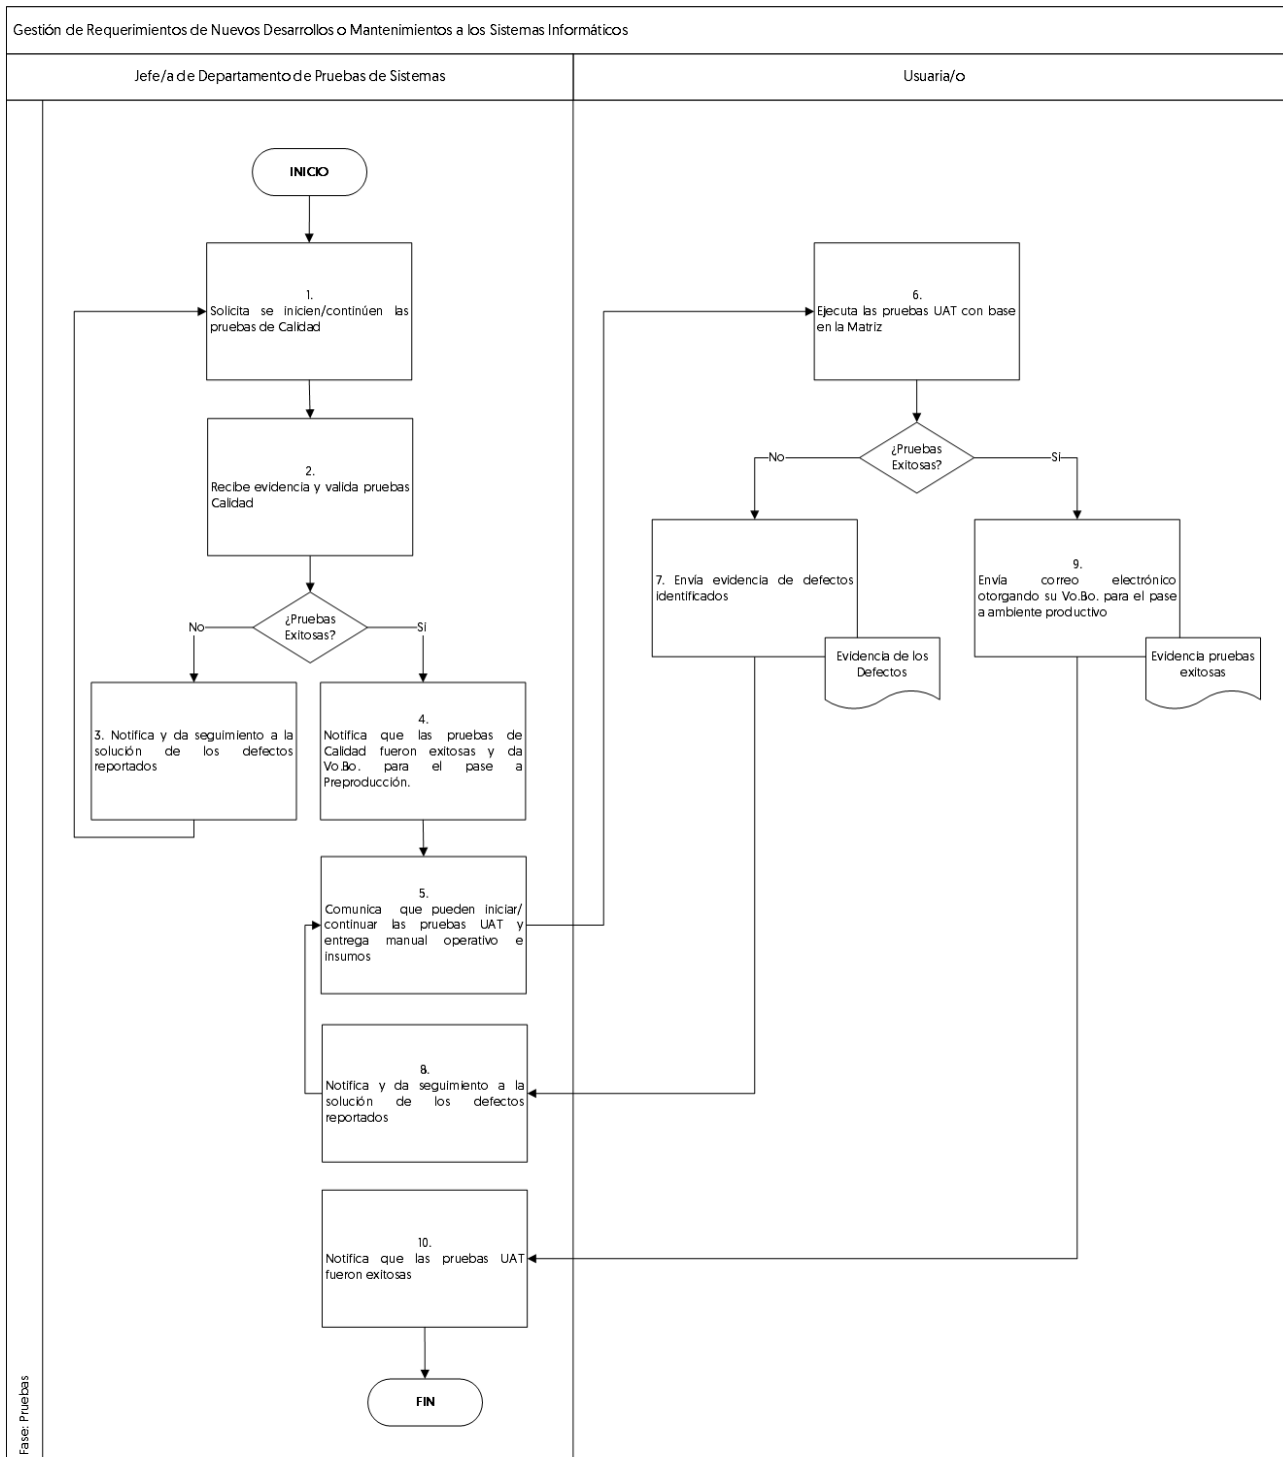 Gestión de Requerimientos de Nuevos Desarrollos o Mantenimientos a los Sistemas Informáticos
Jefe/a de Departamento de Pruebas de Sistemas
Usuaria/o
INICIO
1.
Solicita se inicien/continúen las
pruebas de Calidad
2.
Recibe evidencia y valida pruebas
Calidad
¿Pruebas
Exitosas?
No
Si
3. Notifica y da seguimiento a la
solución de los defectos
reportados
4.
Notifica que las pruebas de
Calidad fueron exitosas y da
Vo.Bo. para el pase a
Preproducción.
5.
Comunica que pueden iniciar/
continuar las pruebas UAT y
entrega manual operativo e
insumos
6.
Ejecuta las pruebas UAT con base
en la Matriz
¿Pruebas
Exitosas?
No
Si
7. Envía evidencia de defectos
identificados
Evidencia de los
Defectos
9.
Envía correo electrónico
otorgando su Vo.Bo. para el pase
a ambiente productivo
Evidencia pruebas
exitosas
8.
Notifica y da seguimiento a la
solución de los defectos
reportados
10.
Notifica que las pruebas UAT
fueron exitosas
FIN
Fase: Pruebas